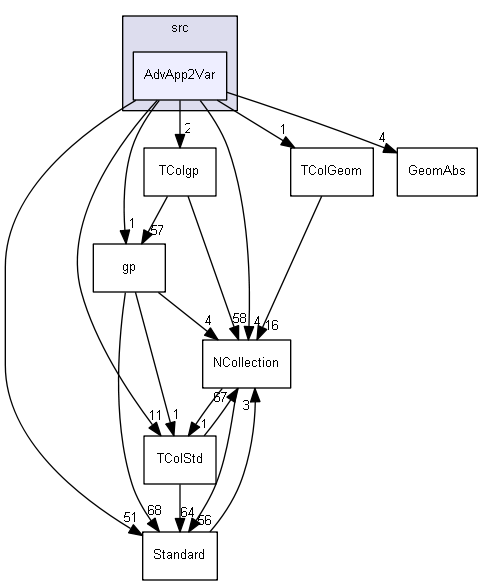 src
AdvApp2Var
2
1
4
TColgp
TColGeom
GeomAbs
1
57
gp
4
58
4
16
NCollection
67
3
11
1
1
TColStd
51
68
64
56
Standard